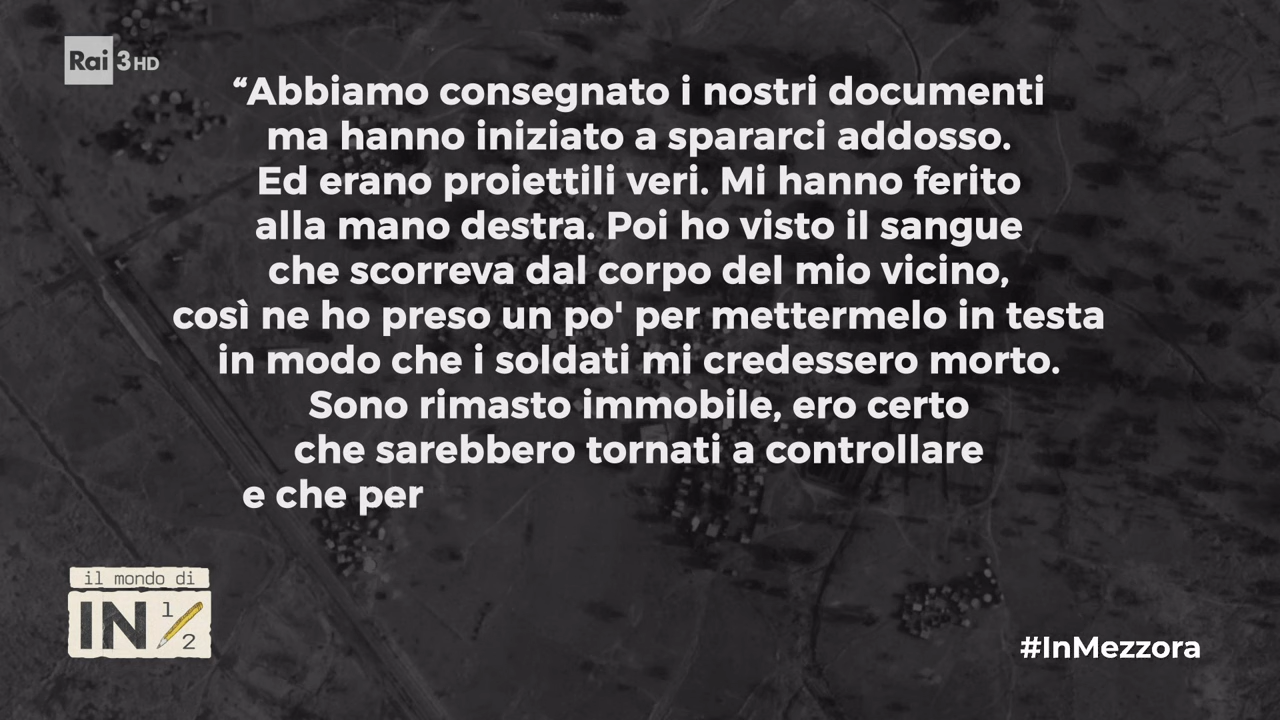 Rai 3 HD
“Abbiamo consegnato i nostri documenti
ma hanno iniziato a spararci addosso.
Ed erano proiettili veri. Mi hanno ferito
alla mano destra. Poi ho visto il sangue
che scorreva dal corpo del mio vicino,
così ne ho preso un po' per mettermelo in testa
in modo che i soldati mi credessero morto.
Sono rimasto immobile, ero certo
che sarebbero tornati a controllare
e che per
il mondo di
IN 1/2
#InMezzora